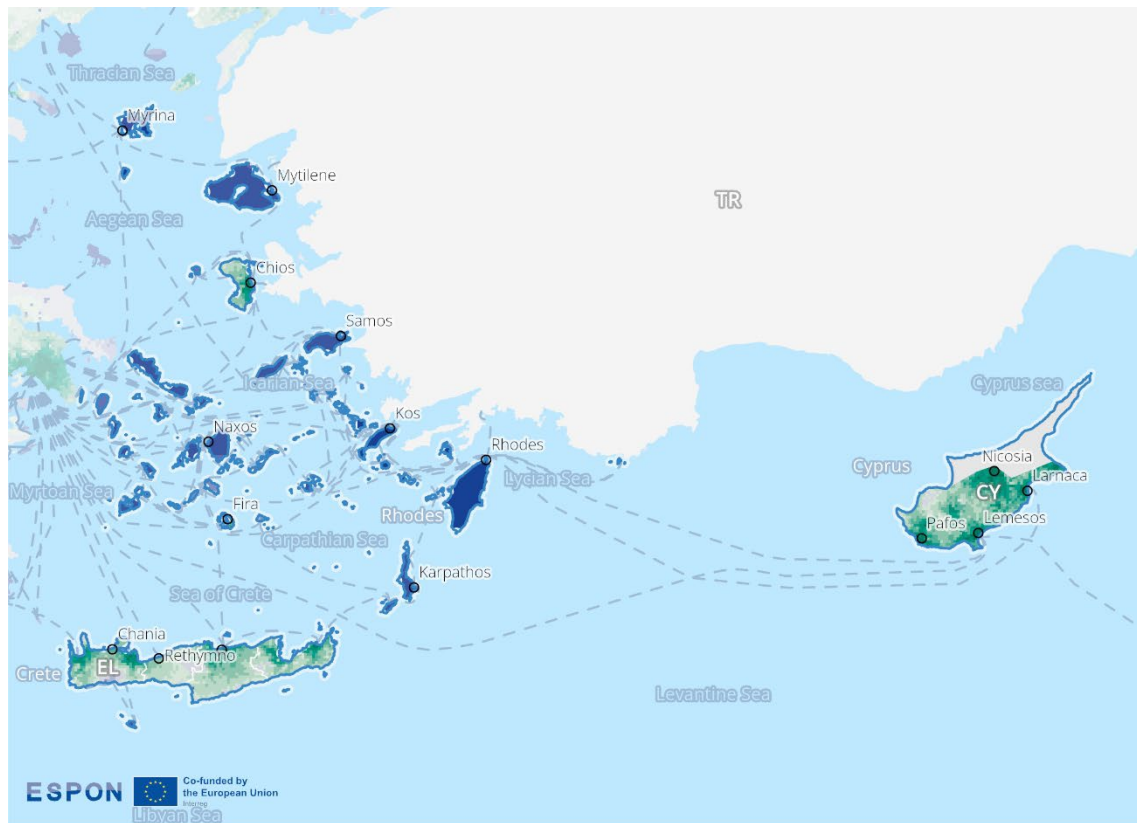 Thracian Sea
Myrina
Mytilene
TR
Aegean Sea
Chios
Samos
Icarian Sea
Cyprus sea
Kos
Naxos
Rhodes
Nicosia
Cyprus
Lycian Sea
Larnaca
CY
Myrtoan Sea
Fira
Rhodes
Pafos
Lemesos
Carpathian Sea
Karpathos
Sea of Crete
Chania
Rethymno
Crete
EL
Levantine Sea
ESPON
Co-funded by
the European Union
Interreg
Libyan Sea